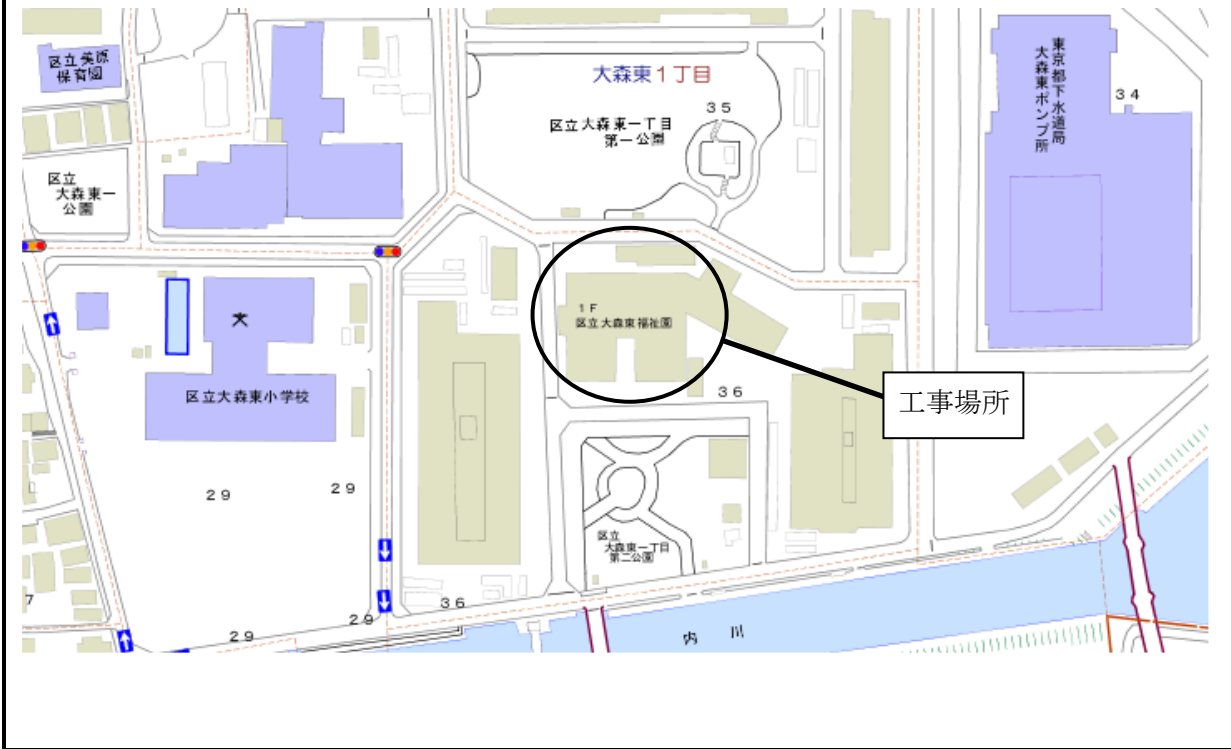 区立美原
保育園
大森東1丁目
35
区立大森東一丁目
第一公園
東京都下水道局
大森東ポンプ所
34
区立
大森東一
公園
文
区立大森東小学校
1F
区立大森東福祉園
36
工事場所
29
29
区立
大森東一丁目
第二公園
7
36
29
29
内川